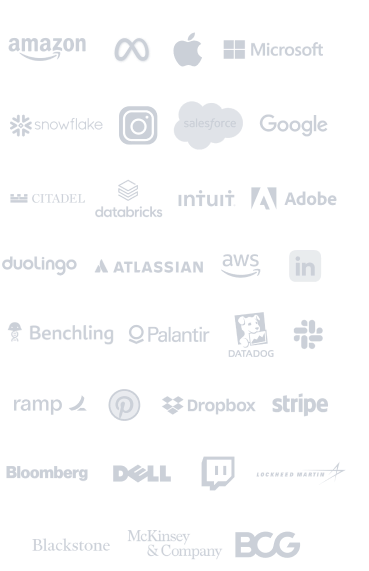 amazon Microsoft
snowflake salesforce Google
CITADEL databricks intuit Adobe
duolingo ATLASSIAN aws in
Benchling Palantir DATADOG
ramp Dropbox stripe
Bloomberg DELL LOCKHEED MARTIN
Blackstone McKinsey & Company BCG